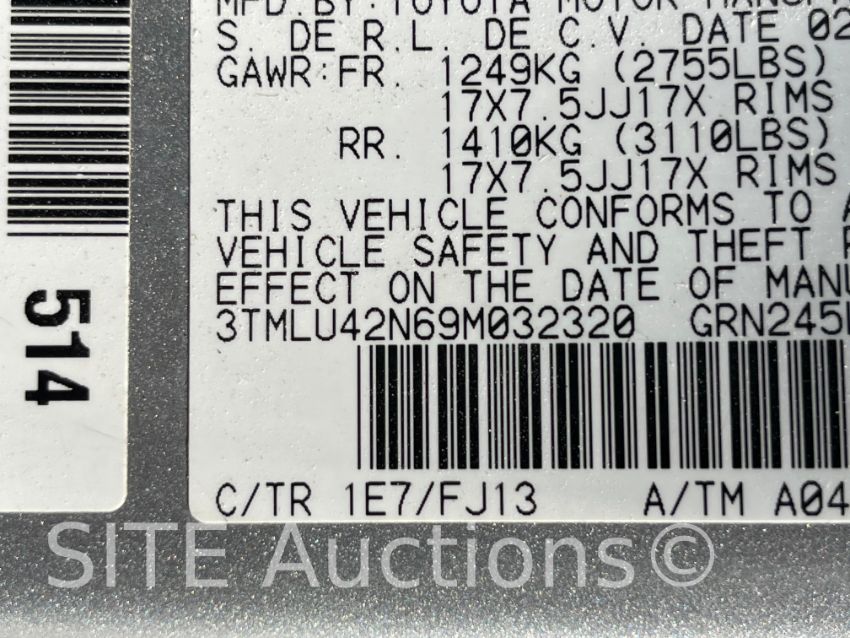 MFD.BY:TOYOTA MOTOR
S. DE R.L. DE C.V. DATE 02
GAWR:FR. 1249KG (2755LBS)
17X7.5JJ17X RIMS
RR. 1410KG (3110LBS)
17X7.5JJ17X RIMS
THIS VEHICLE CONFORMS TO A
VEHICLE SAFETY AND THEFT P
EFFECT ON THE DATE OF MANU
3TMLU42N69M032320 GRN245
C/TR 1E7/FJ13 A/TM A04
514
SITE Auctions©